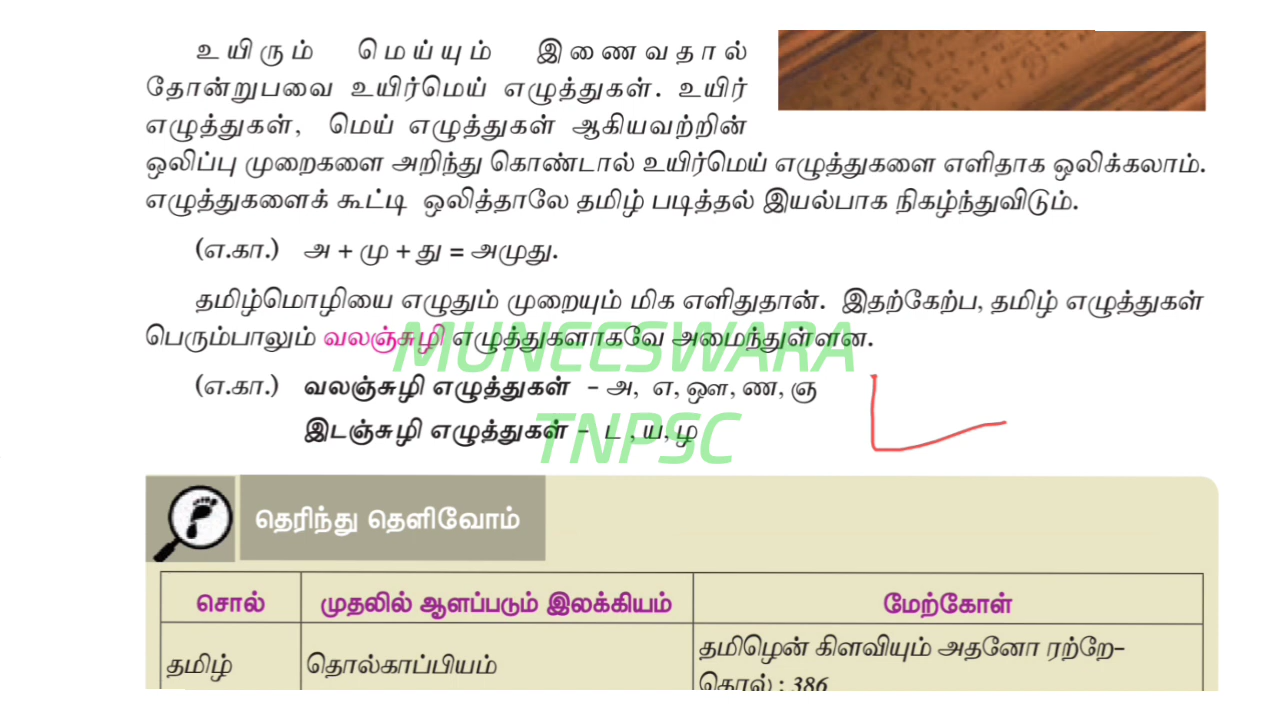 உயிரும் மெய்யும் இணைவதால்
தோன்றுபவை உயிர்மெய் எழுத்துகள். உயிர்
எழுத்துகள், மெய் எழுத்துகள் ஆகியவற்றின்
ஒலிப்பு முறைகளை அறிந்து கொண்டால் உயிர்மெய் எழுத்துகளை எளிதாக ஒலிக்கலாம்.
எழுத்துகளைக் கூட்டி ஒலித்தாலே தமிழ் படித்தல் இயல்பாக நிகழ்ந்துவிடும்.
(எ.கா.) அ + மு + து = அமுது.
தமிழ்மொழியை எழுதும் முறையும் மிக எளிதுதான். இதற்கேற்ப, தமிழ் எழுத்துகள்
பெரும்பாலும் வலஞ்சுழி எழுத்துகளாகவே அமைந்துள்ளன.
MUNEESWARA
(எ.கா.) வலஞ்சுழி எழுத்துகள் – அ, எ, ஔ, ண, ஞ
இடஞ்சுழி எழுத்துகள் – ட , ய, ழ
TNPSC
தெரிந்து தெளிவோம்
சொல் முதலில் ஆளப்படும் இலக்கியம் மேற்கோள்
தமிழ் தொல்காப்பியம் தமிழென் கிளவியும் அதனோ ரற்றே–
தொல் : 386